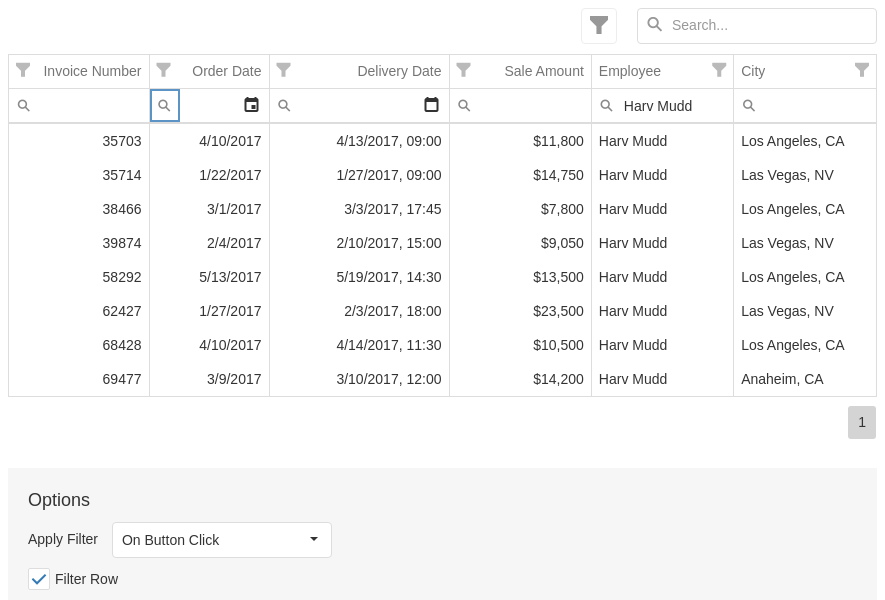 Search...
Invoice Number Order Date Delivery Date Sale Amount Employee City
Harv Mudd
35703 4/10/2017 4/13/2017, 09:00 $11,800 Harv Mudd Los Angeles, CA
35714 1/22/2017 1/27/2017, 09:00 $14,750 Harv Mudd Las Vegas, NV
38466 3/1/2017 3/3/2017, 17:45 $7,800 Harv Mudd Los Angeles, CA
39874 2/4/2017 2/10/2017, 15:00 $9,050 Harv Mudd Las Vegas, NV
58292 5/13/2017 5/19/2017, 14:30 $13,500 Harv Mudd Los Angeles, CA
62427 1/27/2017 2/3/2017, 18:00 $23,500 Harv Mudd Las Vegas, NV
68428 4/10/2017 4/14/2017, 11:30 $10,500 Harv Mudd Los Angeles, CA
69477 3/9/2017 3/10/2017, 12:00 $14,200 Harv Mudd Anaheim, CA
1
Options
Apply Filter On Button Click
Filter Row